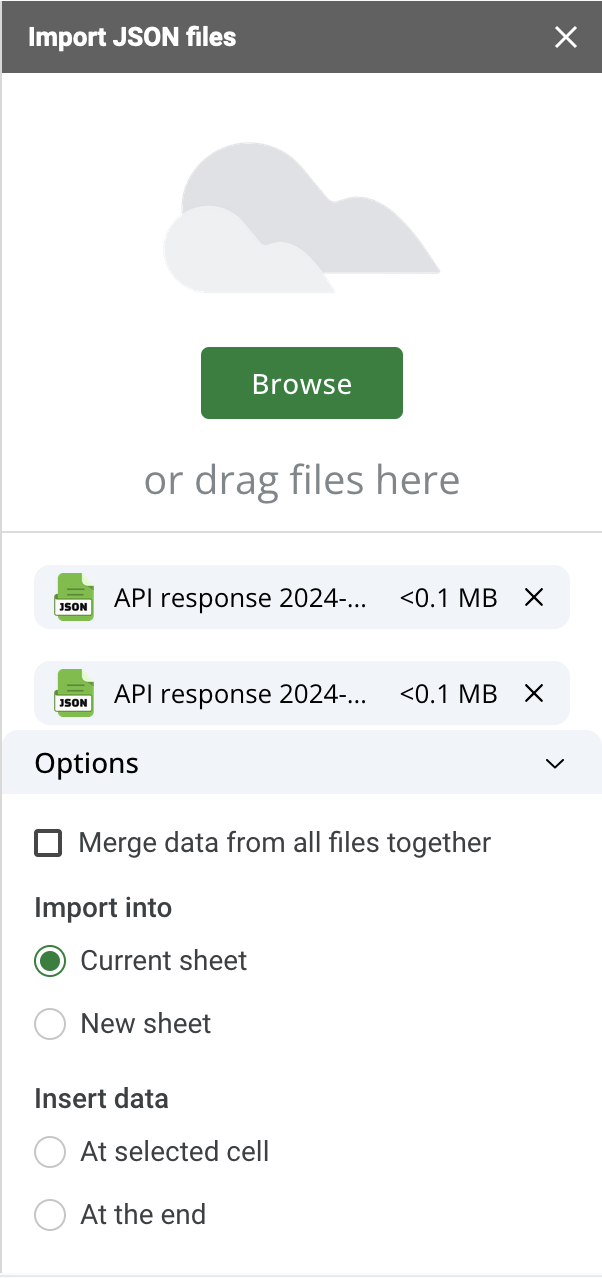 Import JSON files
Browse
or drag files here
JSON API response 2024-... <0.1 MB
JSON API response 2024-... <0.1 MB
Options
Merge data from all files together
Import into
Current sheet
New sheet
Insert data
At selected cell
At the end